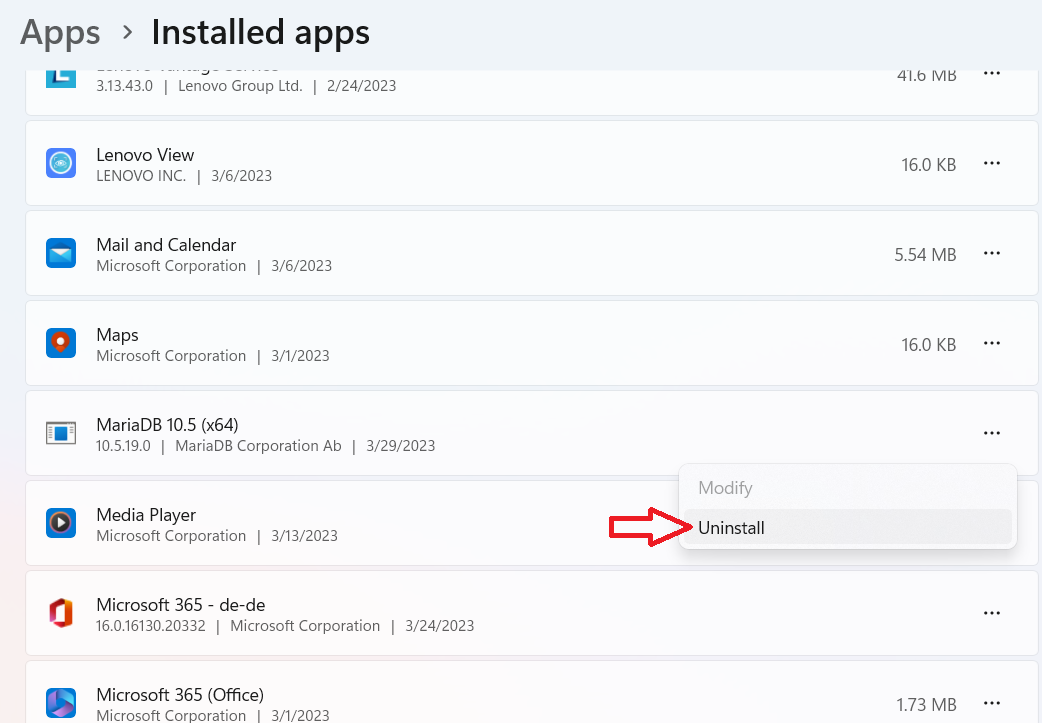 Apps > Installed apps
3.13.43.0 | Lenovo Group Ltd. | 2/24/2023
41.6 MB
Lenovo View
LENOVO INC. | 3/6/2023
16.0 KB
Mail and Calendar
Microsoft Corporation | 3/6/2023
5.54 MB
Maps
Microsoft Corporation | 3/1/2023
16.0 KB
MariaDB 10.5 (x64)
10.5.19.0 | MariaDB Corporation Ab | 3/29/2023
Modify
Uninstall
Media Player
Microsoft Corporation | 3/13/2023
Microsoft 365 - de-de
16.0.16130.20332 | Microsoft Corporation | 3/24/2023
Microsoft 365 (Office)
Microsoft Corporation | 3/1/2023
1.73 MB